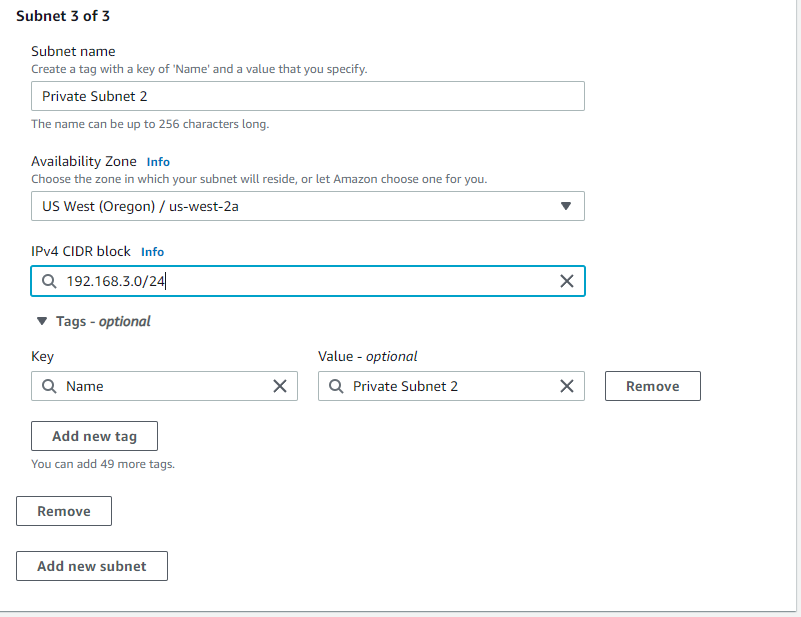 Subnet 3 of 3
Subnet name
Create a tag with a key of 'Name' and a value that you specify.
Private Subnet 2
The name can be up to 256 characters long.
Availability Zone Info
Choose the zone in which your subnet will reside, or let Amazon choose one for you.
US West (Oregon) / us-west-2a
IPv4 CIDR block Info
192.168.3.0/24
Tags - optional
Key Value - optional
Name Private Subnet 2 Remove
Add new tag
You can add 49 more tags.
Remove
Add new subnet